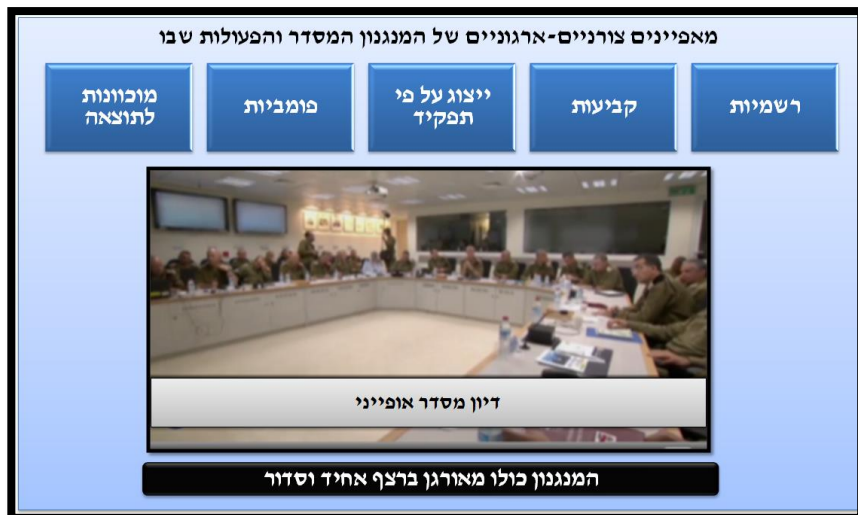 מאפיינים צורניים-ארגוניים של המנגנון המסדר והפעולות שבו
רשמיות
קביעות
ייצוג על פי
תפקיד
פומביות
מוכוונות
לתוצאה
דיון מסדר אופייני
המנגנון כולו מאורגן ברצף אחיד וסדור